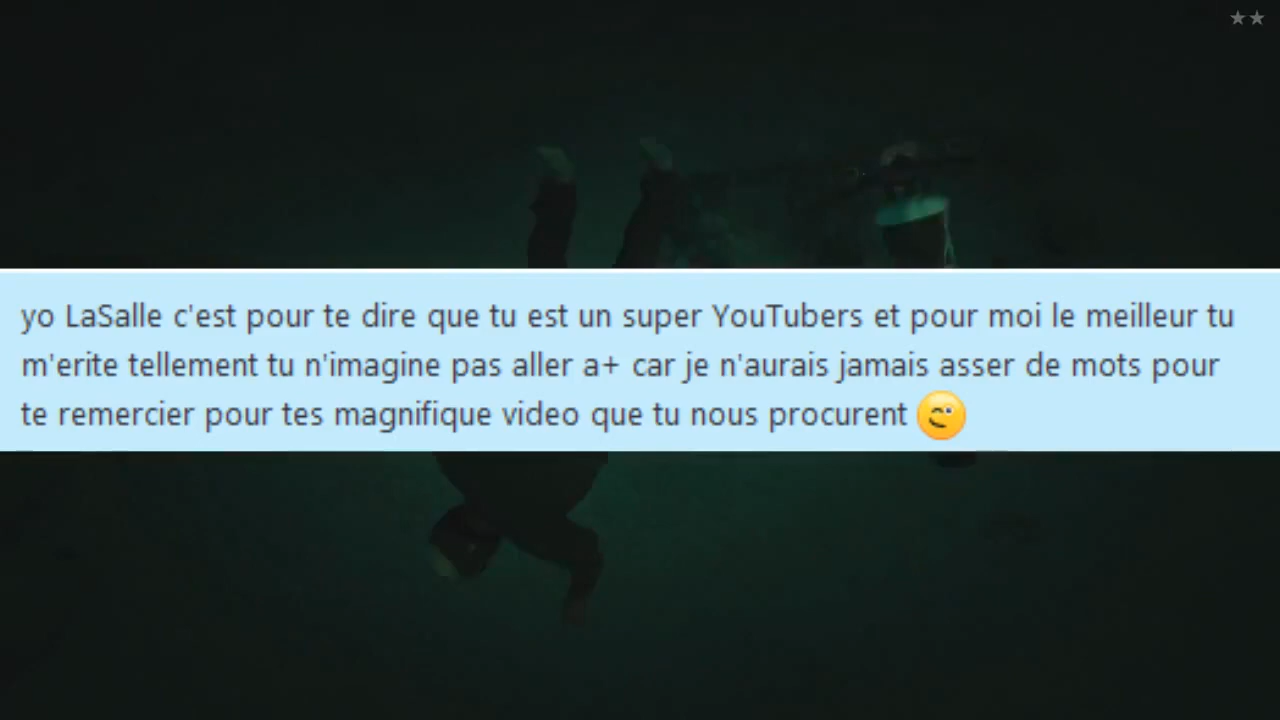 yo LaSalle c'est pour te dire que tu est un super YouTubers et pour moi le meilleur tu
m'erite tellement tu n'imagine pas aller a+ car je n'aurais jamais asser de mots pour
te remercier pour tes magnifique video que tu nous procurent